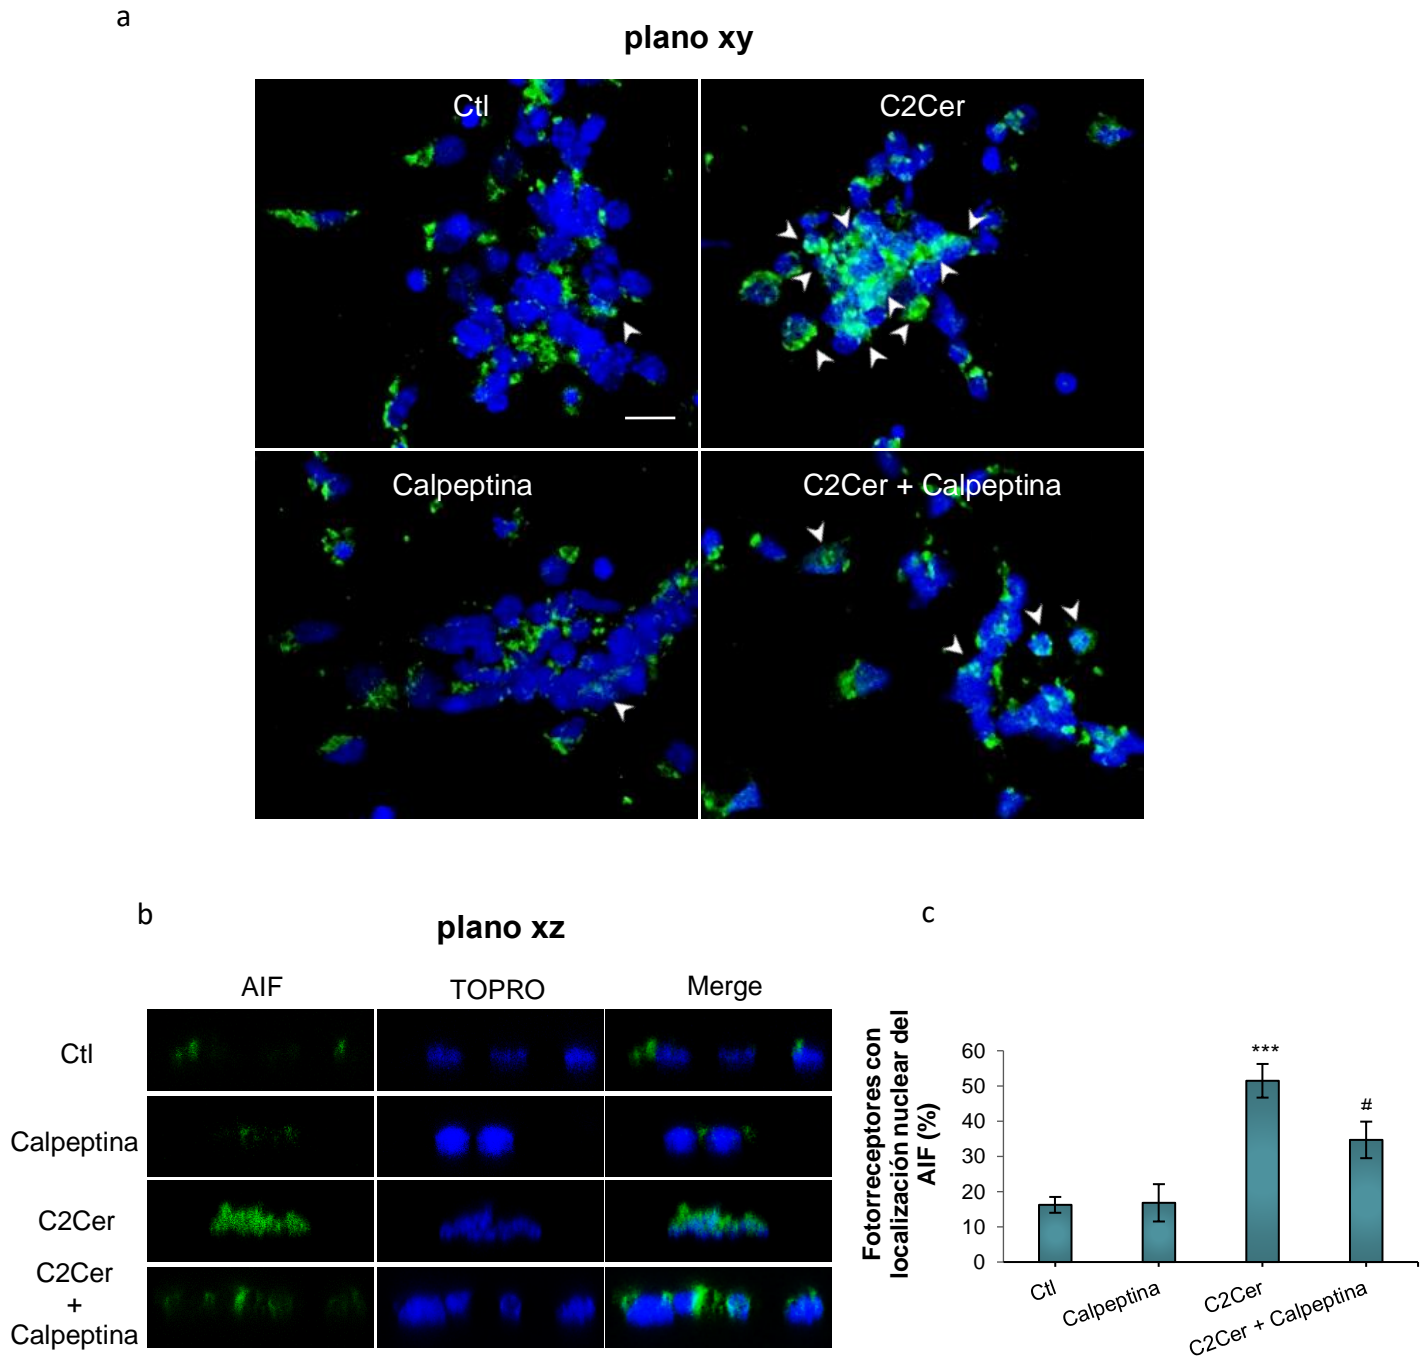 a
plano xy
Ctl
C2Cer
Calpeptina
C2Cer + Calpeptina
b
plano xz
AIF
TOPRO
Merge
Ctl
Calpeptina
C2Cer
C2Cer
+
Calpeptina
c
Fotorreceptores con
localización nuclear del
AIF (%)
60
50
40
30
20
10
0
***
#
Ctl
Calpeptina
C2Cer
C2Cer + Calpeptina